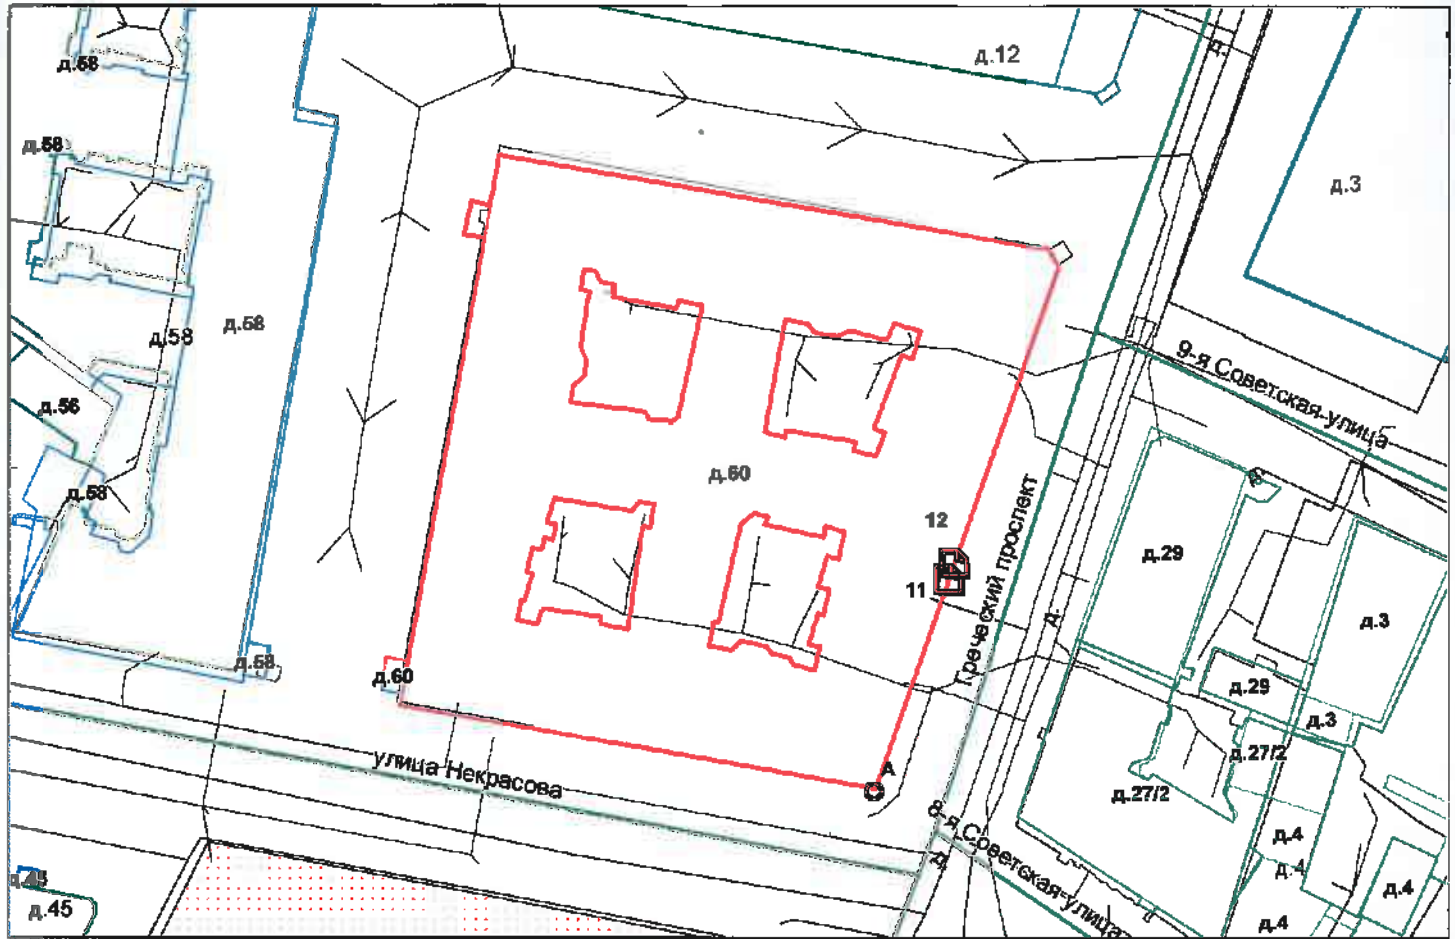 д.58
д.12
д.58
д.3
д.58
д.58
9-я Советская улица
д.56
д.60
д.58
12
Греческий проспект
д.29
11
д.3
д.58
д.60
д.29
д.3
д.27/2
улица Некрасова
А
д.27/2
8-я Советская улица
д.4
д.4
д.45
д.4
д.45
д.4